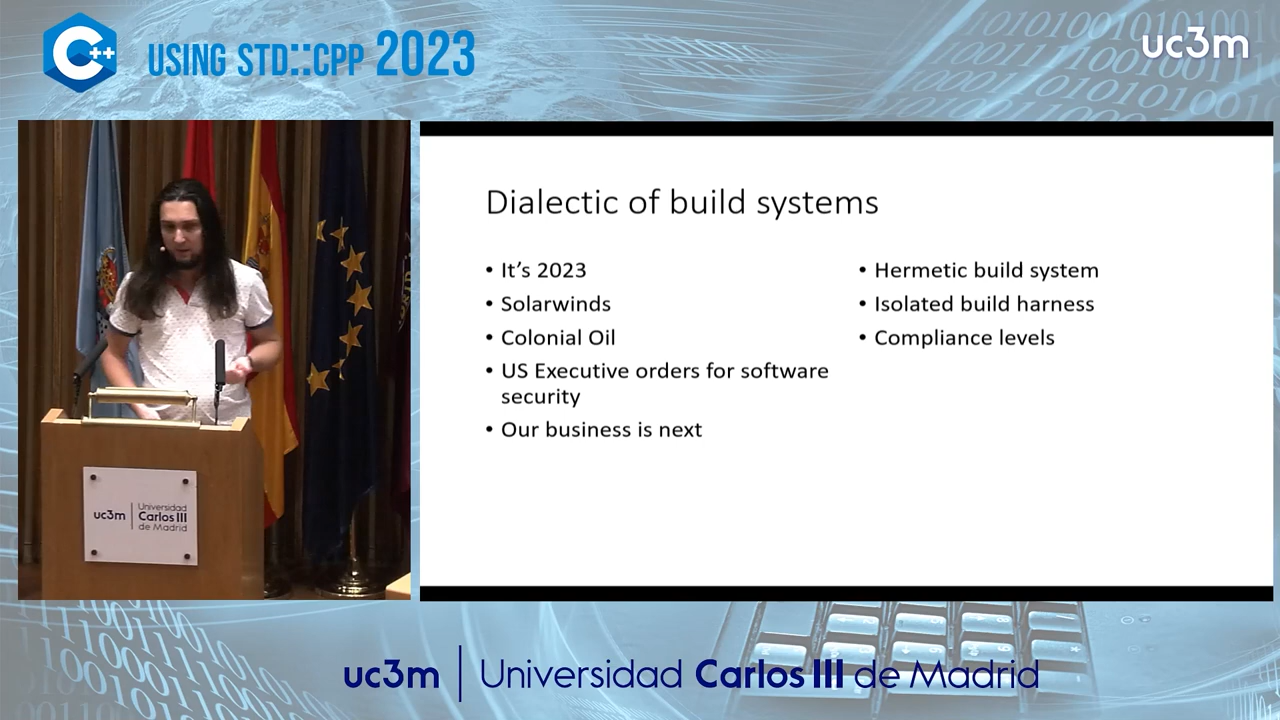 C++
USING STD::CPP 2023
uc3m
Dialectic of build systems
• It's 2023
• Solarwinds
• Colonial Oil
• US Executive orders for software
security
• Our business is next
• Hermetic build system
• Isolated build harness
• Compliance levels
uc3m
Universidad
Carlos III
de Madrid
uc3m | Universidad Carlos III de Madrid